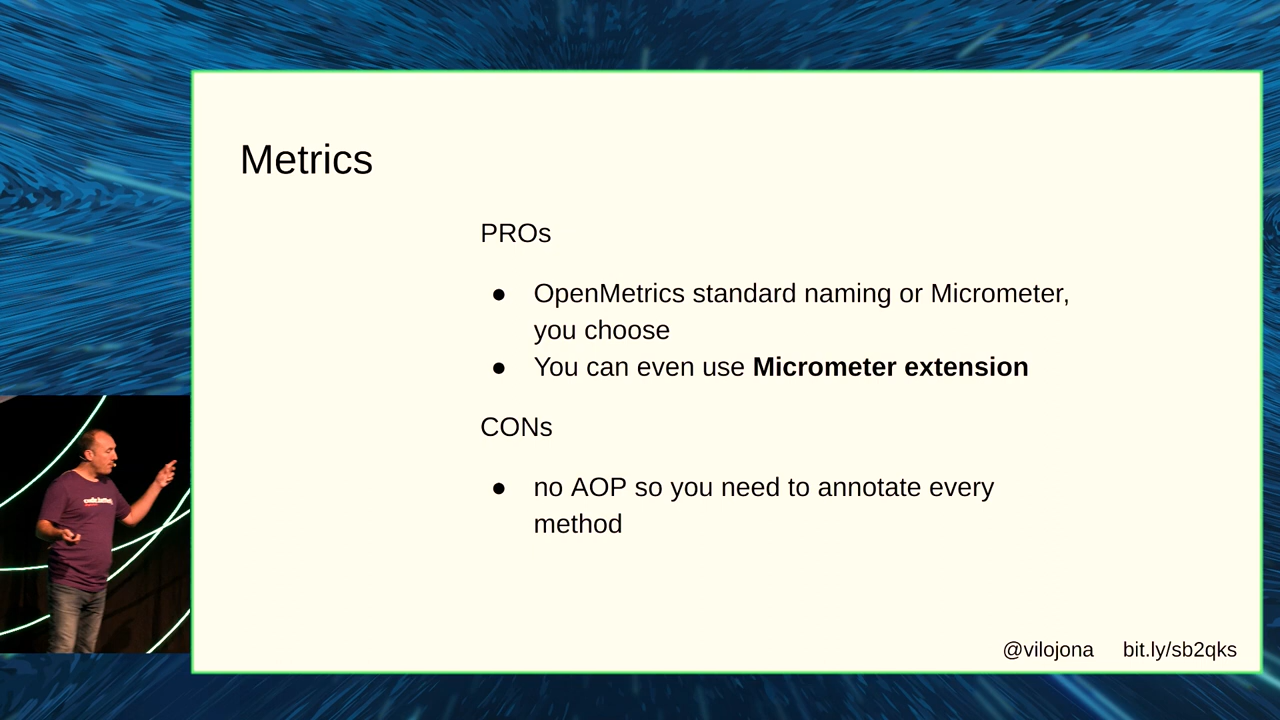 Metrics
PROs
● OpenMetrics standard naming or Micrometer,
you choose
● You can even use Micrometer extension
CONs
● no AOP so you need to annotate every
method
@vilojona bit.ly/sb2qks